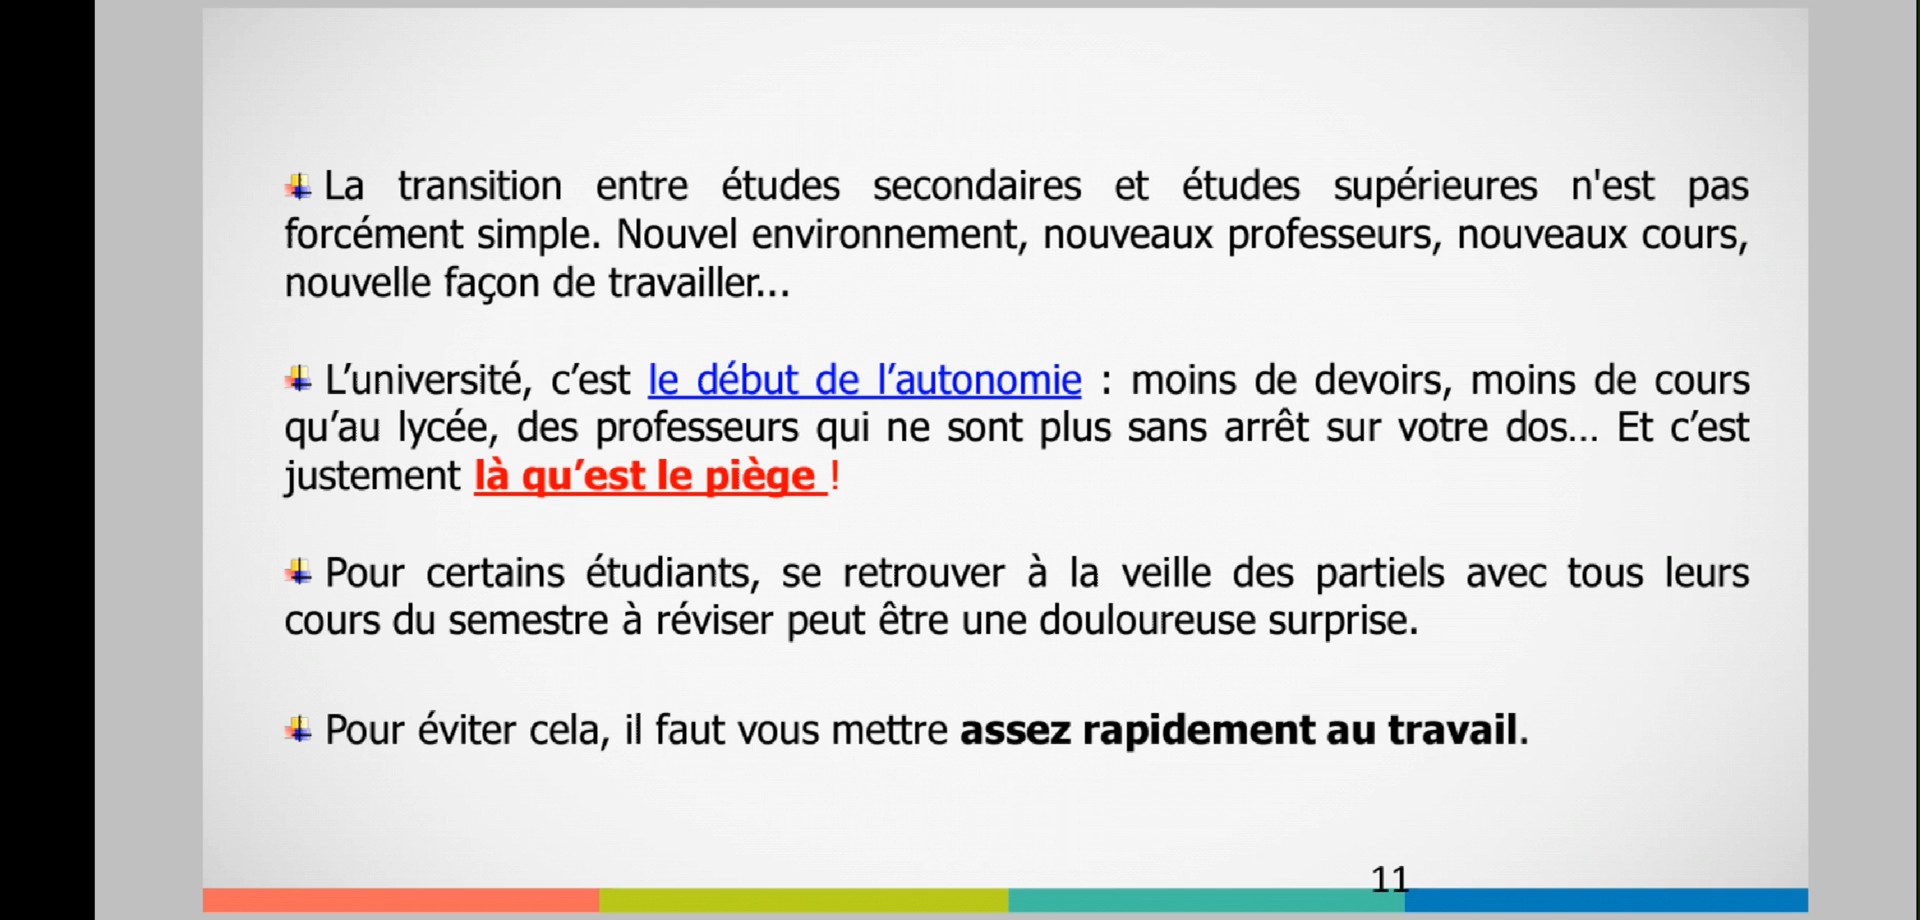 La transition entre études secondaires et études supérieures n'est pas
forcément simple. Nouvel environnement, nouveaux professeurs, nouveaux cours,
nouvelle façon de travailler...
L’université, c’est le début de l’autonomie : moins de devoirs, moins de cours
qu’au lycée, des professeurs qui ne sont plus sans arrêt sur votre dos… Et c’est
justement là qu’est le piège !
Pour certains étudiants, se retrouver à la veille des partiels avec tous leurs
cours du semestre à réviser peut être une douloureuse surprise.
Pour éviter cela, il faut vous mettre assez rapidement au travail.
11